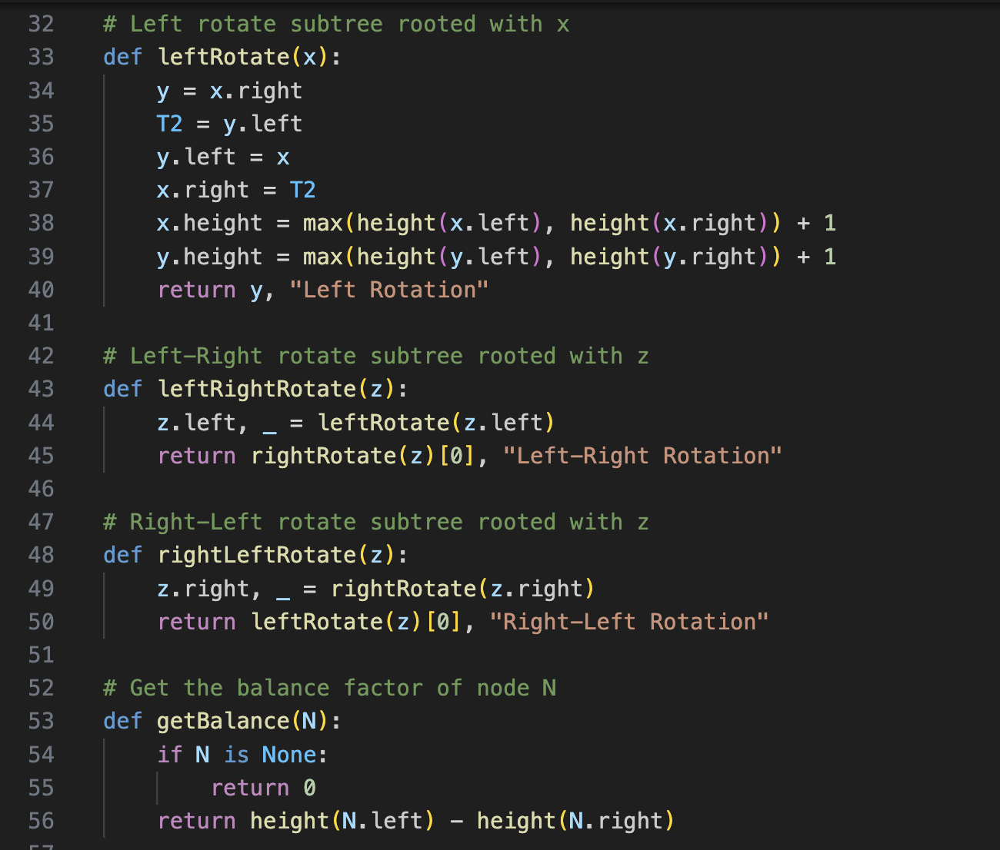 32 # Left rotate subtree rooted with x
33 def leftRotate(x):
34     y = x.right
35     T2 = y.left
36     y.left = x
37     x.right = T2
38     x.height = max(height(x.left), height(x.right)) + 1
39     y.height = max(height(y.left), height(y.right)) + 1
40     return y, "Left Rotation"
41
42 # Left-Right rotate subtree rooted with z
43 def leftRightRotate(z):
44     z.left, _ = leftRotate(z.left)
45     return rightRotate(z)[0], "Left-Right Rotation"
46
47 # Right-Left rotate subtree rooted with z
48 def rightLeftRotate(z):
49     z.right, _ = rightRotate(z.right)
50     return leftRotate(z)[0], "Right-Left Rotation"
51
52 # Get the balance factor of node N
53 def getBalance(N):
54     if N is None:
55         return 0
56     return height(N.left) - height(N.right)
57